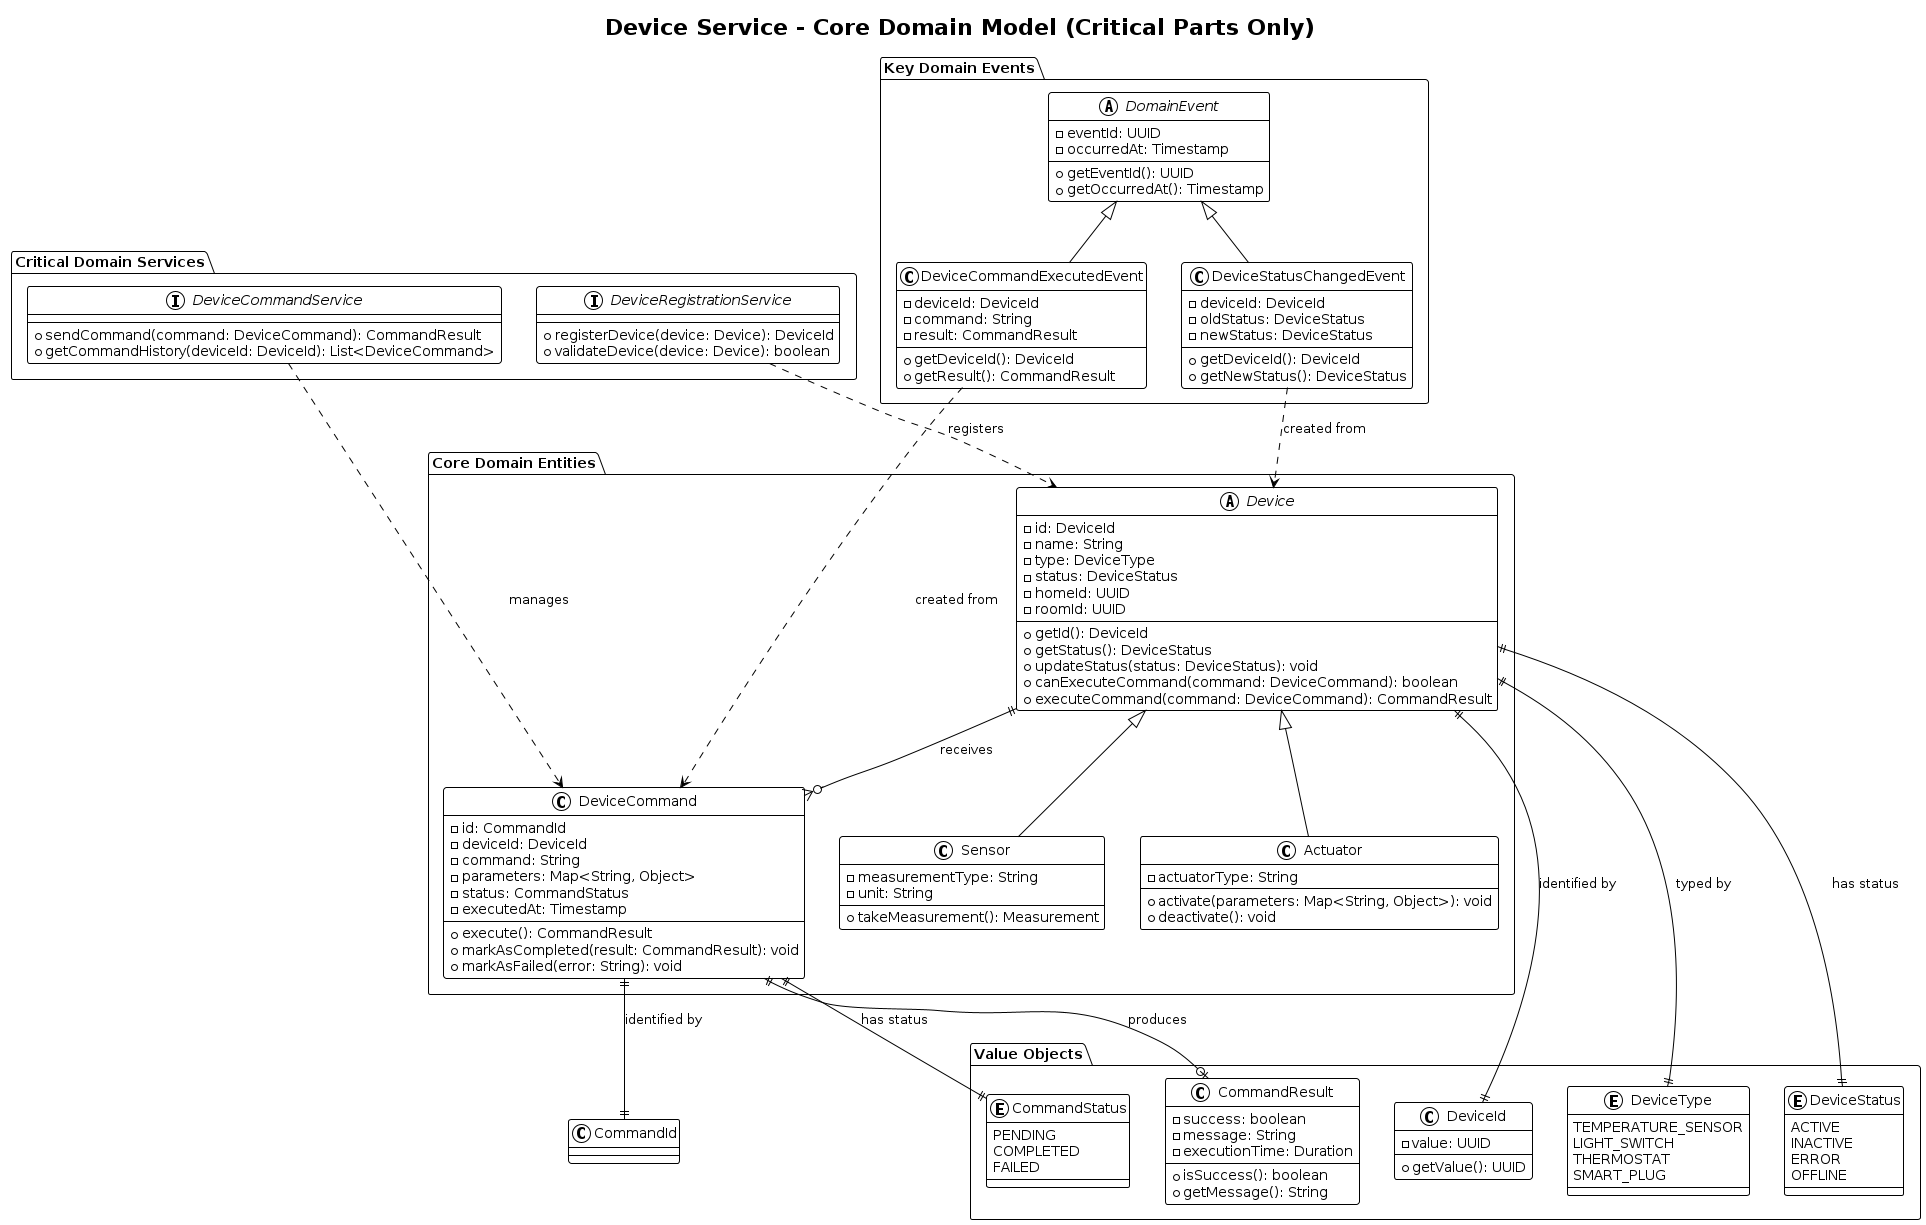 Device Service - Core Domain Model (Critical Parts Only)
Key Domain Events
A DomainEvent
eventId: UUID
occurredAt: Timestamp
getEventId(): UUID
getOccurredAt(): Timestamp
Critical Domain Services
I DeviceCommandService
sendCommand(command: DeviceCommand): CommandResult
getCommandHistory(deviceId: DeviceId): List<DeviceCommand>
I DeviceRegistrationService
registerDevice(device: Device): DeviceId
validateDevice(device: Device): boolean
C DeviceCommandExecutedEvent
deviceId: DeviceId
command: String
result: CommandResult
getDeviceId(): DeviceId
getResult(): CommandResult
C DeviceStatusChangedEvent
deviceId: DeviceId
oldStatus: DeviceStatus
newStatus: DeviceStatus
getDeviceId(): DeviceId
getNewStatus(): DeviceStatus
registers
created from
Core Domain Entities
A Device
id: DeviceId
name: String
type: DeviceType
status: DeviceStatus
homeId: UUID
roomId: UUID
getId(): DeviceId
getStatus(): DeviceStatus
updateStatus(status: DeviceStatus): void
canExecuteCommand(command: DeviceCommand): boolean
executeCommand(command: DeviceCommand): CommandResult
manages
created from
receives
C DeviceCommand
id: CommandId
deviceId: DeviceId
command: String
parameters: Map<String, Object>
status: CommandStatus
executedAt: Timestamp
execute(): CommandResult
markAsCompleted(result: CommandResult): void
markAsFailed(error: String): void
C Sensor
measurementType: String
unit: String
takeMeasurement(): Measurement
C Actuator
actuatorType: String
activate(parameters: Map<String, Object>): void
deactivate(): void
identified by
typed by
has status
identified by
has status
produces
Value Objects
C CommandId
E CommandStatus
PENDING
COMPLETED
FAILED
C CommandResult
success: boolean
message: String
executionTime: Duration
isSuccess(): boolean
getMessage(): String
C DeviceId
value: UUID
getValue(): UUID
E DeviceType
TEMPERATURE_SENSOR
LIGHT_SWITCH
THERMOSTAT
SMART_PLUG
E DeviceStatus
ACTIVE
INACTIVE
ERROR
OFFLINE